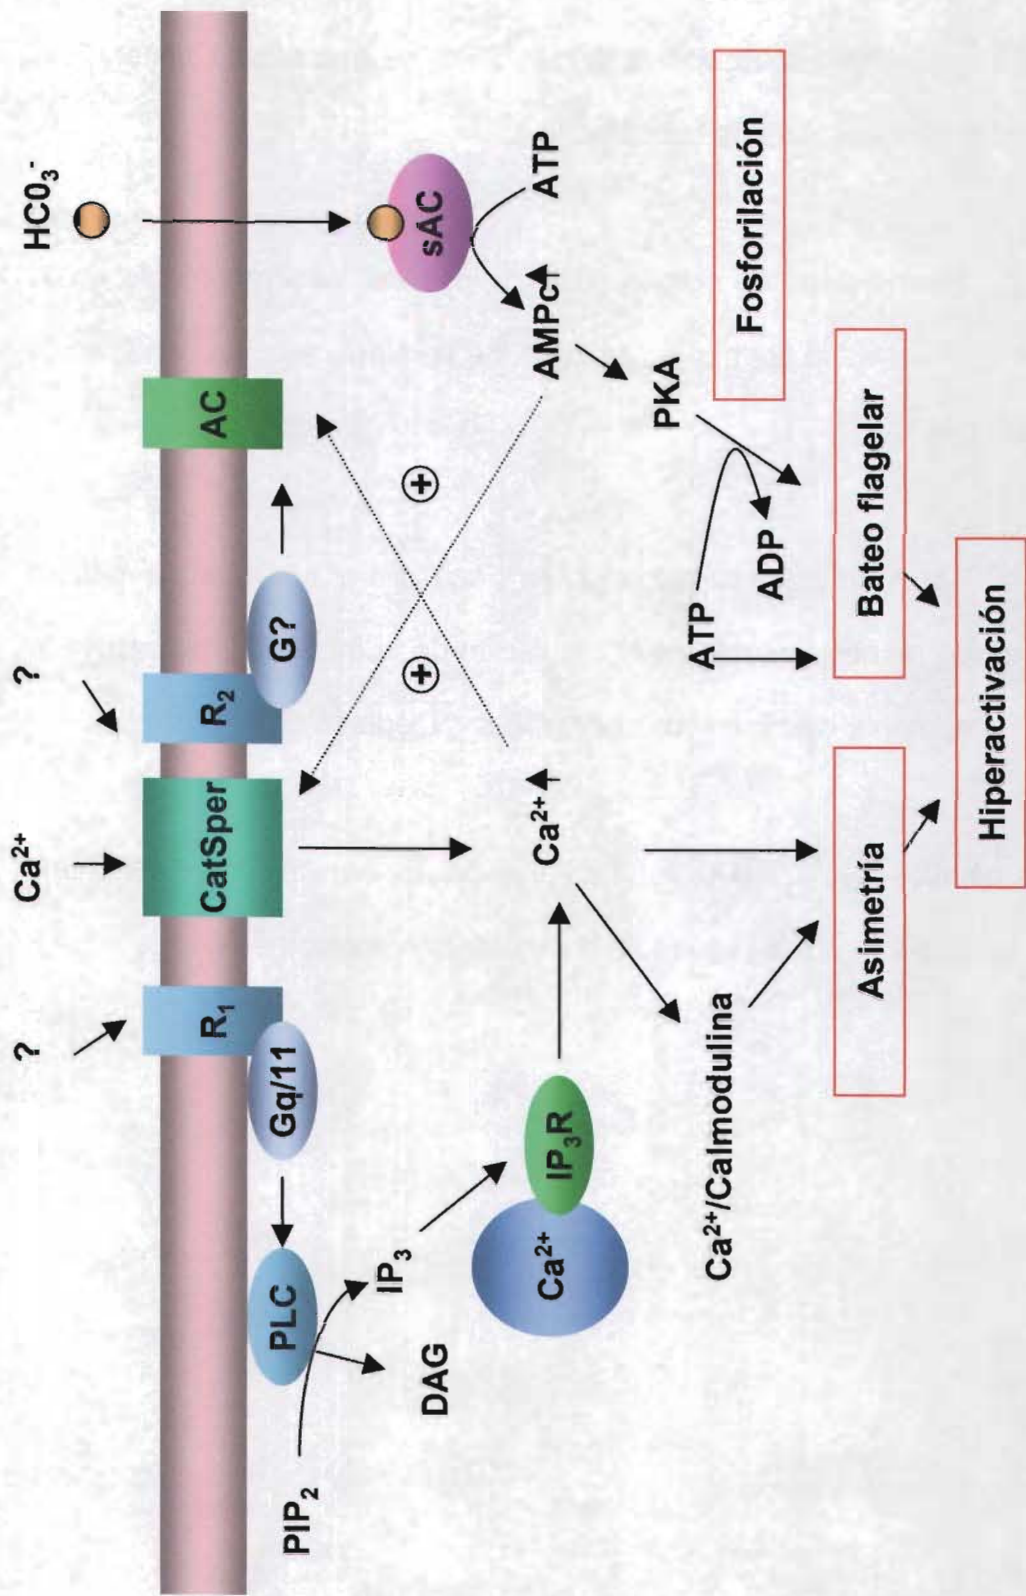 ?
Ca²⁺
?
HCO₃⁻
R₁
CatSper
R₂
AC
Gq/11
G?
PLC
PIP₂
IP₃
DAG
Ca²⁺
IP₃R
Ca²⁺
+
+
sAC
ATP
AMPc
PKA
Ca²⁺/Calmodulina
ATP
ADP
Fosforilación
Asimetría
Bateo flagelar
Hiperactivación